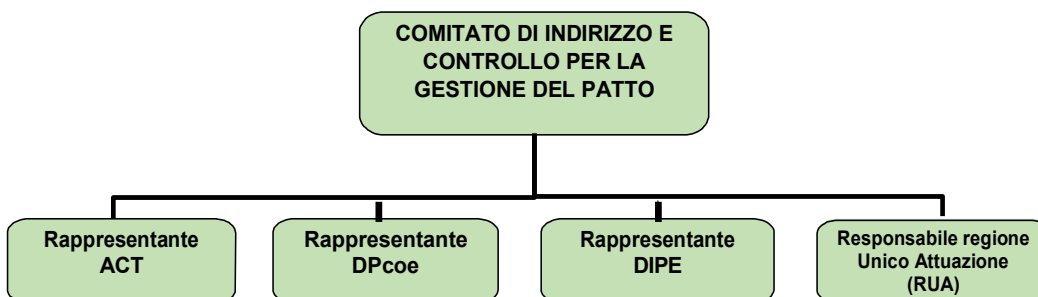 COMITATO DI INDIRIZZO E
CONTROLLO PER LA
GESTIONE DEL PATTO
Rappresentante
ACT
Rappresentante
DPcoe
Rappresentante
DIPE
Responsabile regione
Unico Attuazione
(RUA)